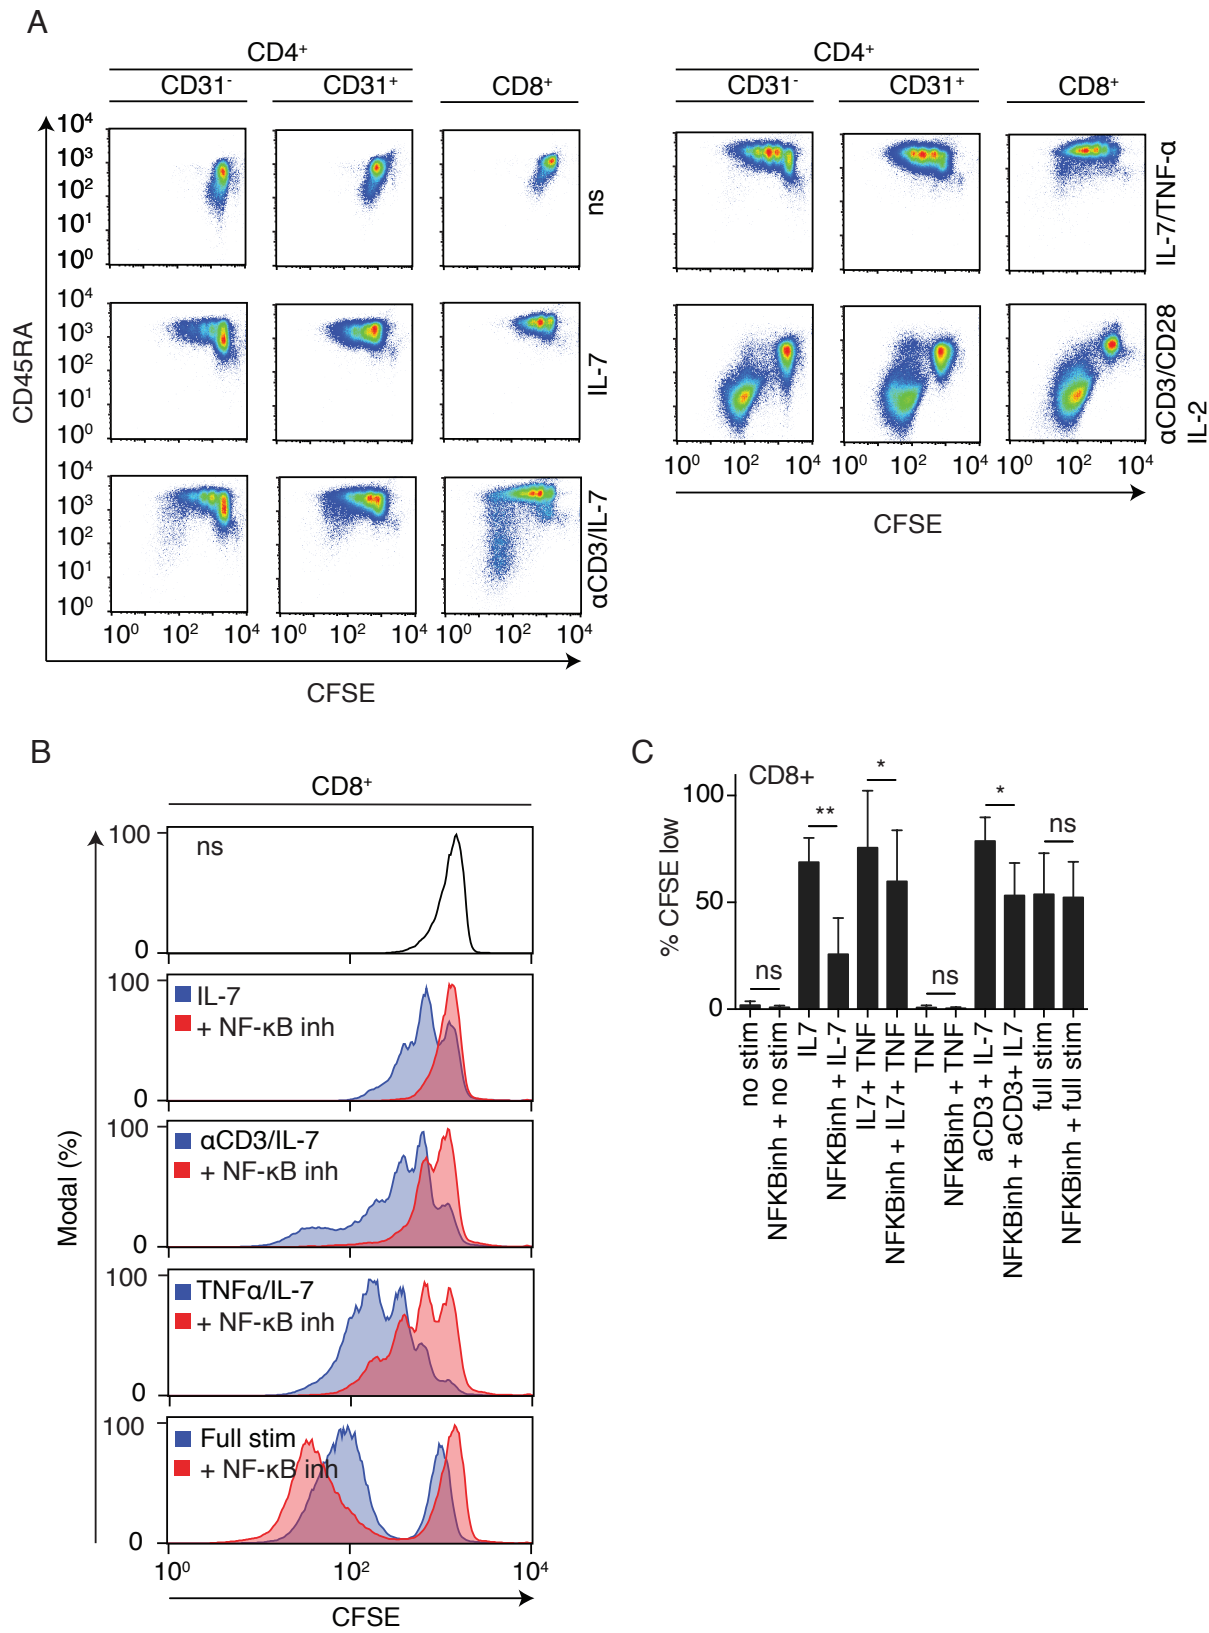 A
CD4⁺
CD31⁻ CD31⁺ CD8⁺
CD4⁺
CD31⁻ CD31⁺ CD8⁺
10⁴
10³
10²
10¹
10⁰
ns
IL-7/TNF-α
10⁴
10³
10²
10¹
10⁰
IL-7
αCD3/CD28
IL-2
10⁰ 10² 10⁴ 10⁰ 10² 10⁴ 10⁰ 10² 10⁴
CFSE
10⁴
10³
10²
10¹
10⁰
αCD3/IL-7
10⁰ 10² 10⁴ 10⁰ 10² 10⁴ 10⁰ 10² 10⁴
CD45RA
CFSE
B
CD8⁺
100
ns
0
100
IL-7
+ NF-κB inh
0
100
αCD3/IL-7
+ NF-κB inh
0
100
TNFα/IL-7
+ NF-κB inh
0
100
Full stim
+ NF-κB inh
0
10⁰ 10² 10⁴
Modal (%)
CFSE
C
CD8+
100
50
0
% CFSE low
ns
**
*
ns
*
ns
no stim
NFKBinh + no stim
IL7
NFKBinh + IL-7
IL7+ TNF
NFKBinh + IL7+ TNF
TNF
NFKBinh + TNF
aCD3 + IL-7
NFKBinh + aCD3+ IL7
full stim
NFKBinh + full stim